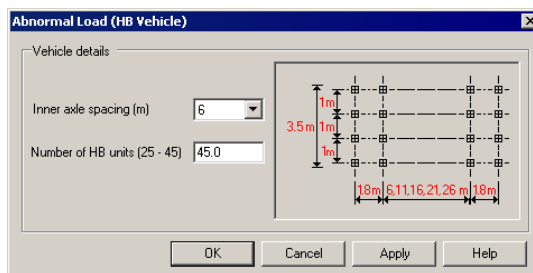 Abnormal Load (HB Vehicle)
Vehicle details
Inner axle spacing (m)
6
Number of HB units (25 - 45)
45.0
3.5m
1m
1m
1m
1.8m
6,11,16,21,26 m
1.8m
OK
Cancel
Apply
Help